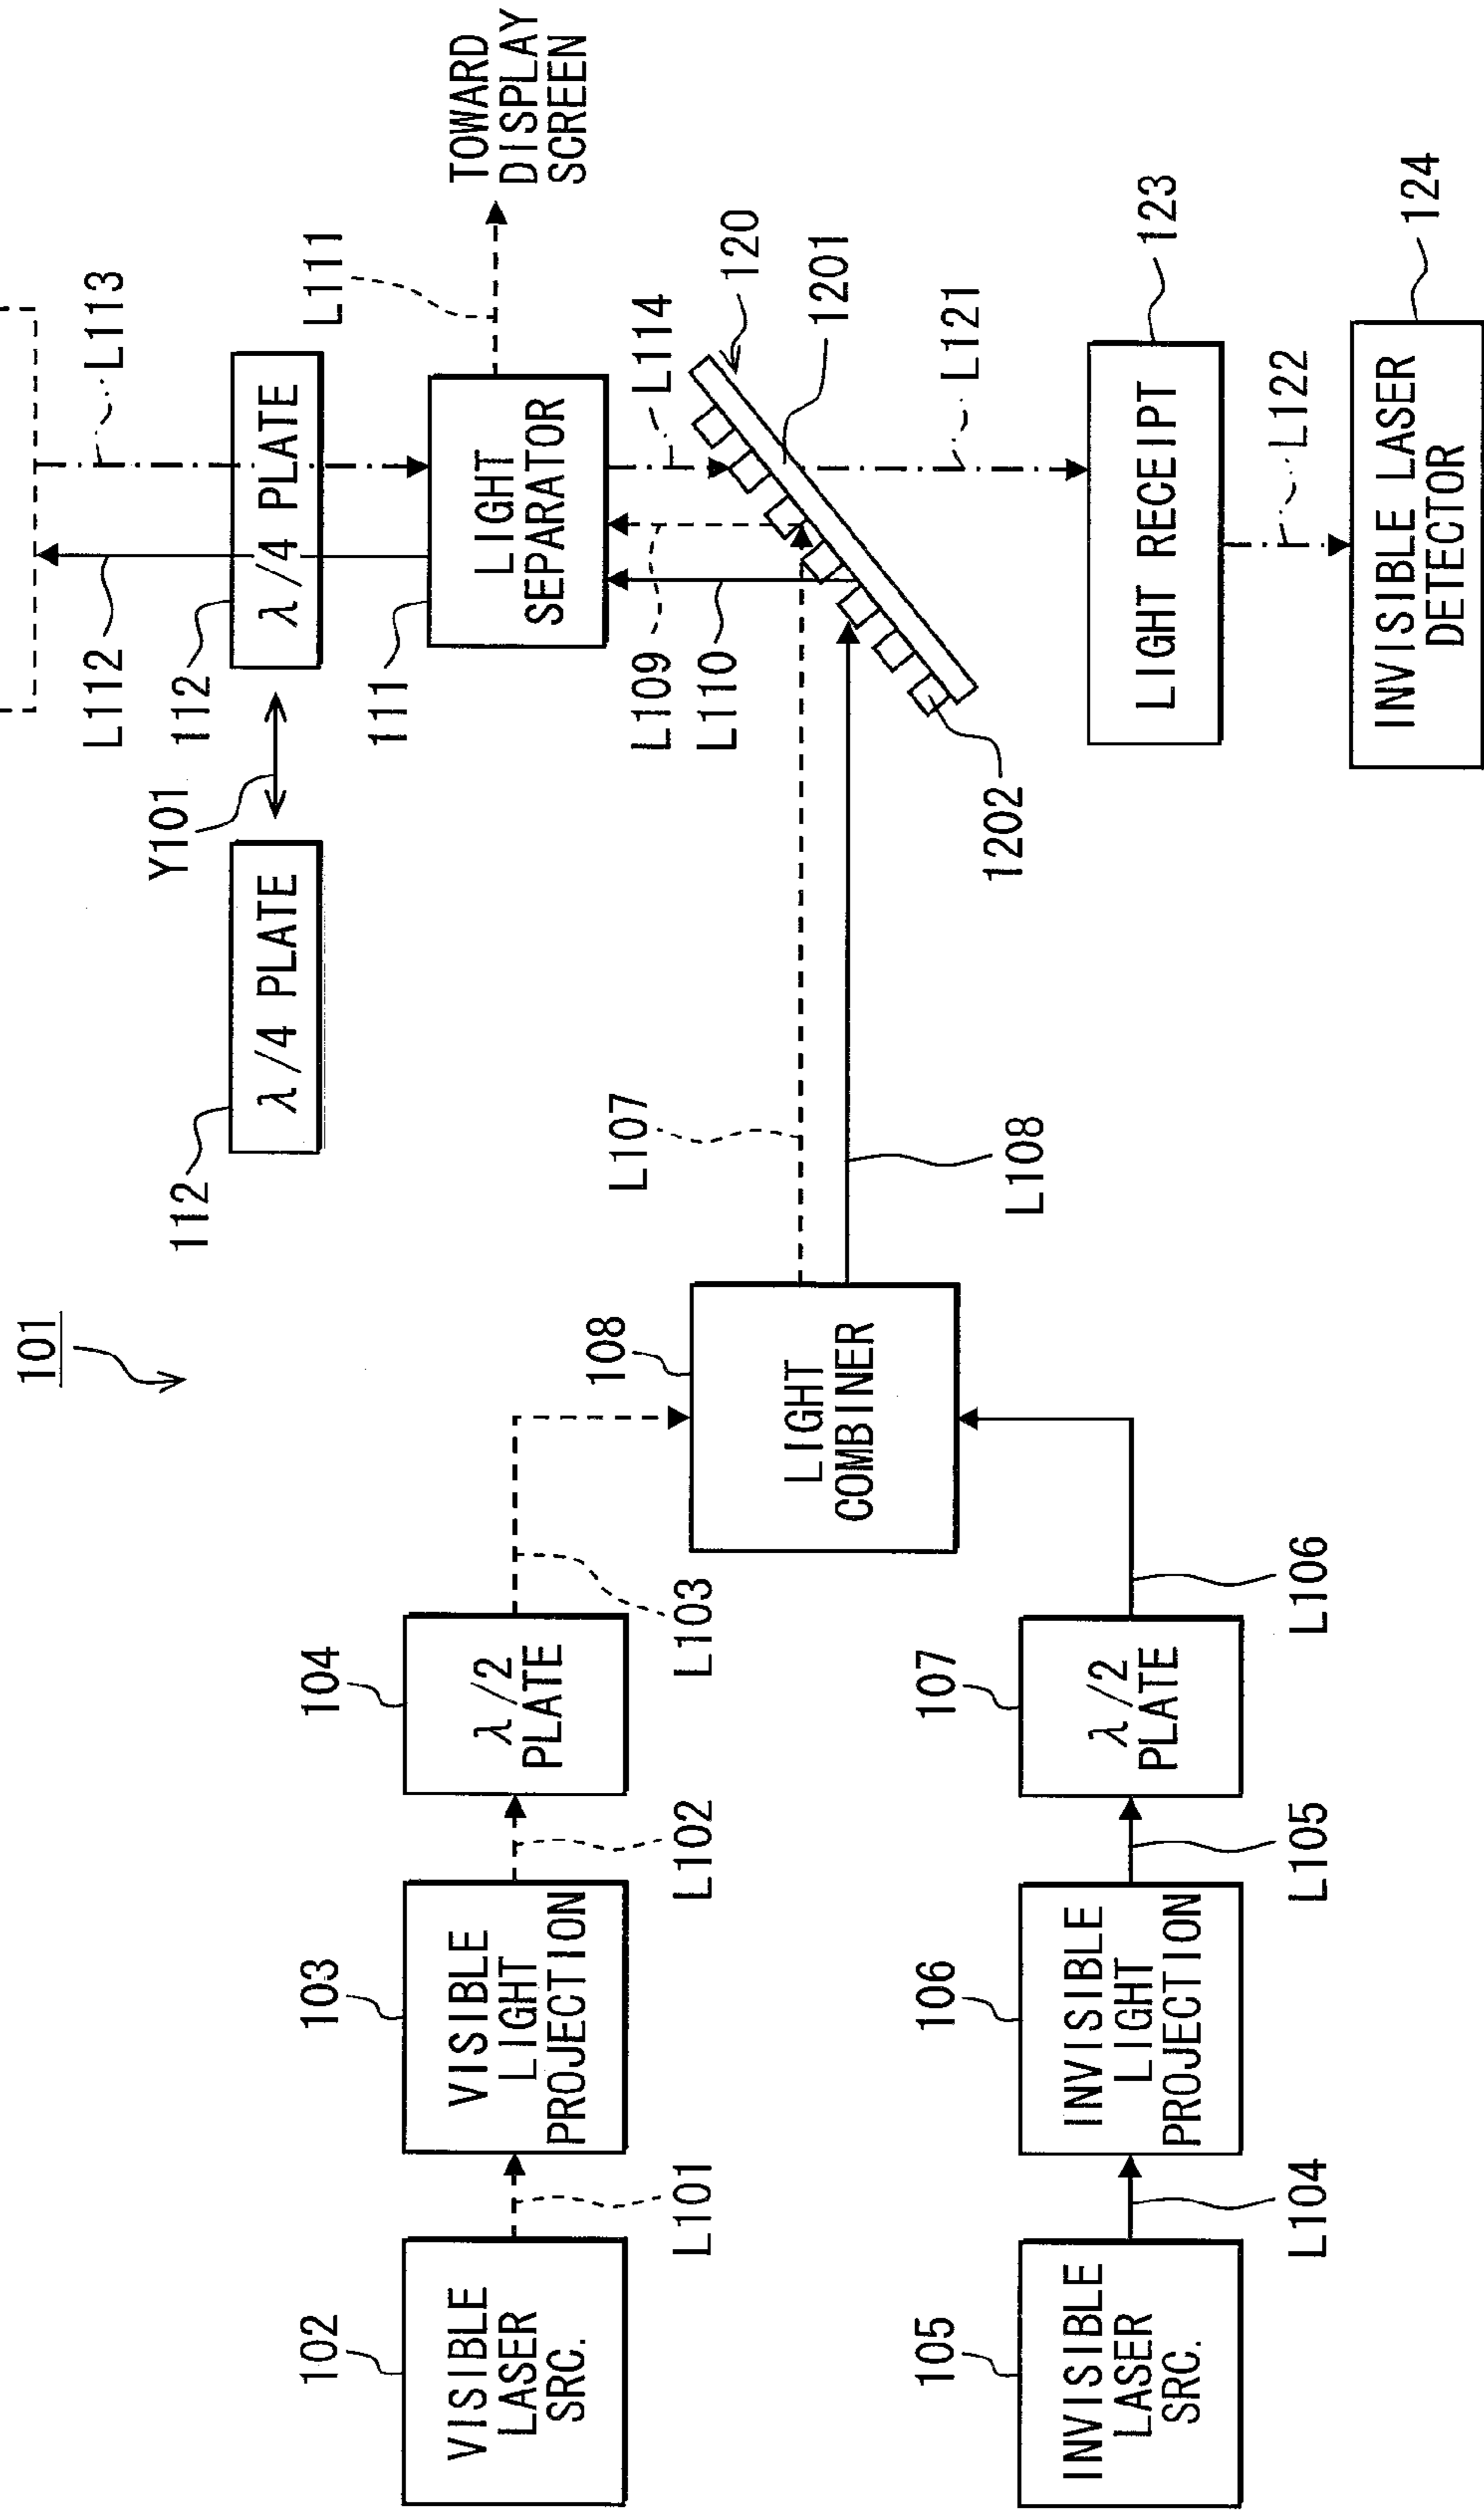 101
102
VISIBLE
LASER
SRC.
L101
103
VISIBLE
LIGHT
PROJECTION
L102
104
λ/2
PLATE
L103
105
INVISIBLE
LASER
SRC.
L104
106
INVISIBLE
LIGHT
PROJECTION
L105
107
λ/2
PLATE
L106
108
LIGHT
COMBINER
L107
L108
112
λ/4 PLATE
Y101
L112
L113
112
λ/4 PLATE
111
LIGHT
SEPARATOR
L111
TOWARD
DISPLAY
SCREEN
L109
L110
L114
120
1201
1202
L121
123
LIGHT RECEIPT
L122
124
INVISIBLE LASER
DETECTOR